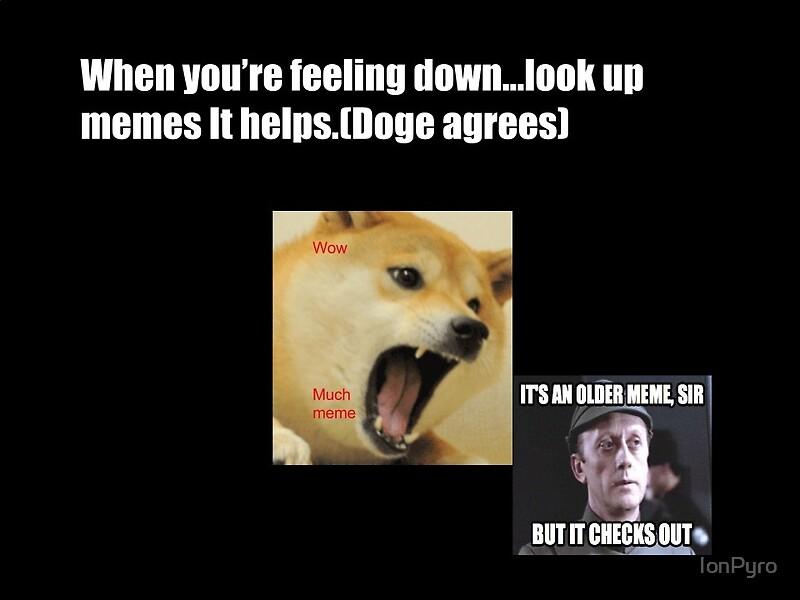 When you’re feeling down...look up
memes It helps.(Doge agrees)
Wow
Much
meme
IT'S AN OLDER MEME, SIR
BUT IT CHECKS OUT
IonPyro